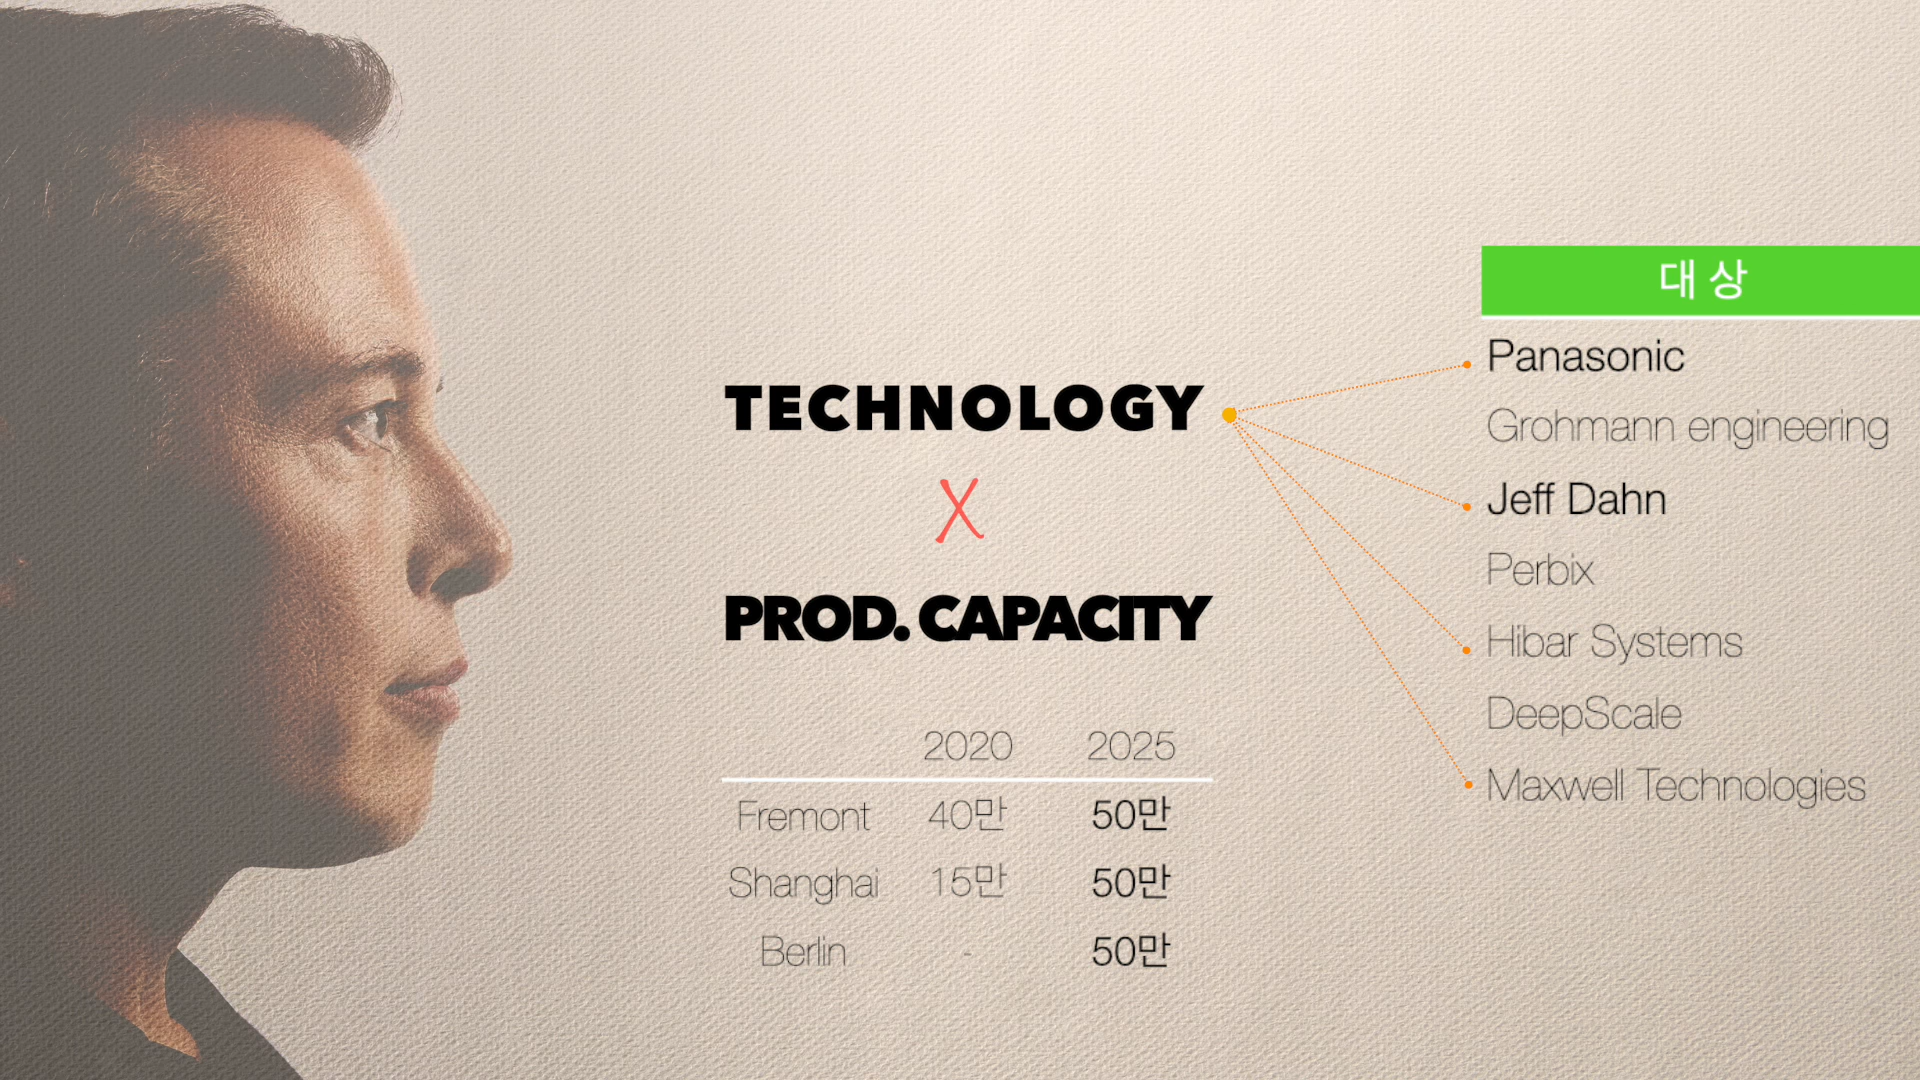 TECHNOLOGY
X
PROD. CAPACITY
2020 2025
Fremont 40만 50만
Shanghai 15만 50만
Berlin - 50만
대상
Panasonic
Grohmann engineering
Jeff Dahn
Perbix
Hibar Systems
DeepScale
Maxwell Technologies